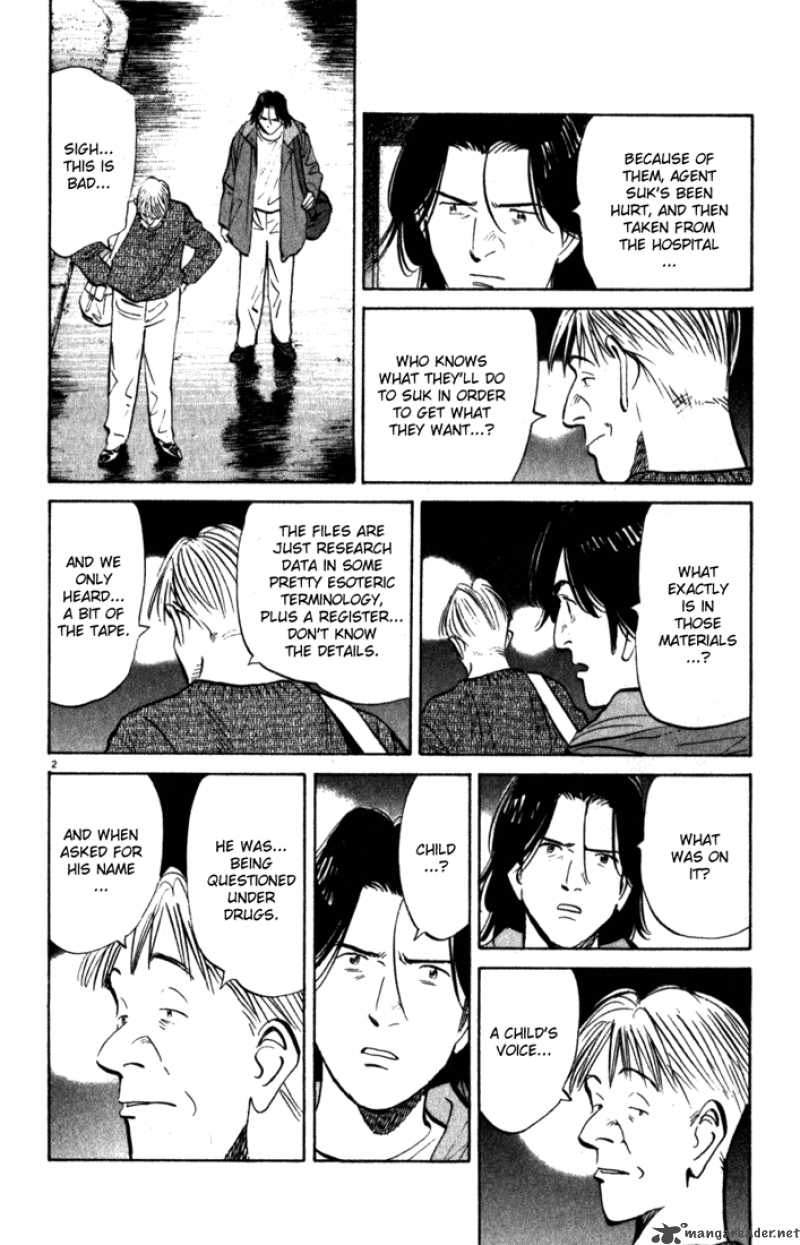 BECAUSE OF
THEM, AGENT
SUK'S BEEN
HURT, AND THEN
TAKEN FROM
THE HOSPITAL
...
WHO KNOWS
WHAT THEY'LL DO
TO SUK IN ORDER
TO GET WHAT
THEY WANT...?
SIGH...
THIS IS
BAD...
WHAT
EXACTLY
IS IN
THOSE
MATERIALS
...?
THE FILES ARE
JUST RESEARCH
DATA IN SOME
PRETTY ESOTERIC
TERMINOLOGY,
PLUS A REGISTER...
DON'T KNOW
THE DETAILS.
AND WE
ONLY
HEARD...
A BIT OF
THE TAPE.
2
WHAT
WAS ON
IT?
A CHILD'S
VOICE...
CHILD
...?
HE WAS...
BEING
QUESTIONED
UNDER
DRUGS.
AND WHEN
ASKED FOR
HIS NAME
...
mangareader.net